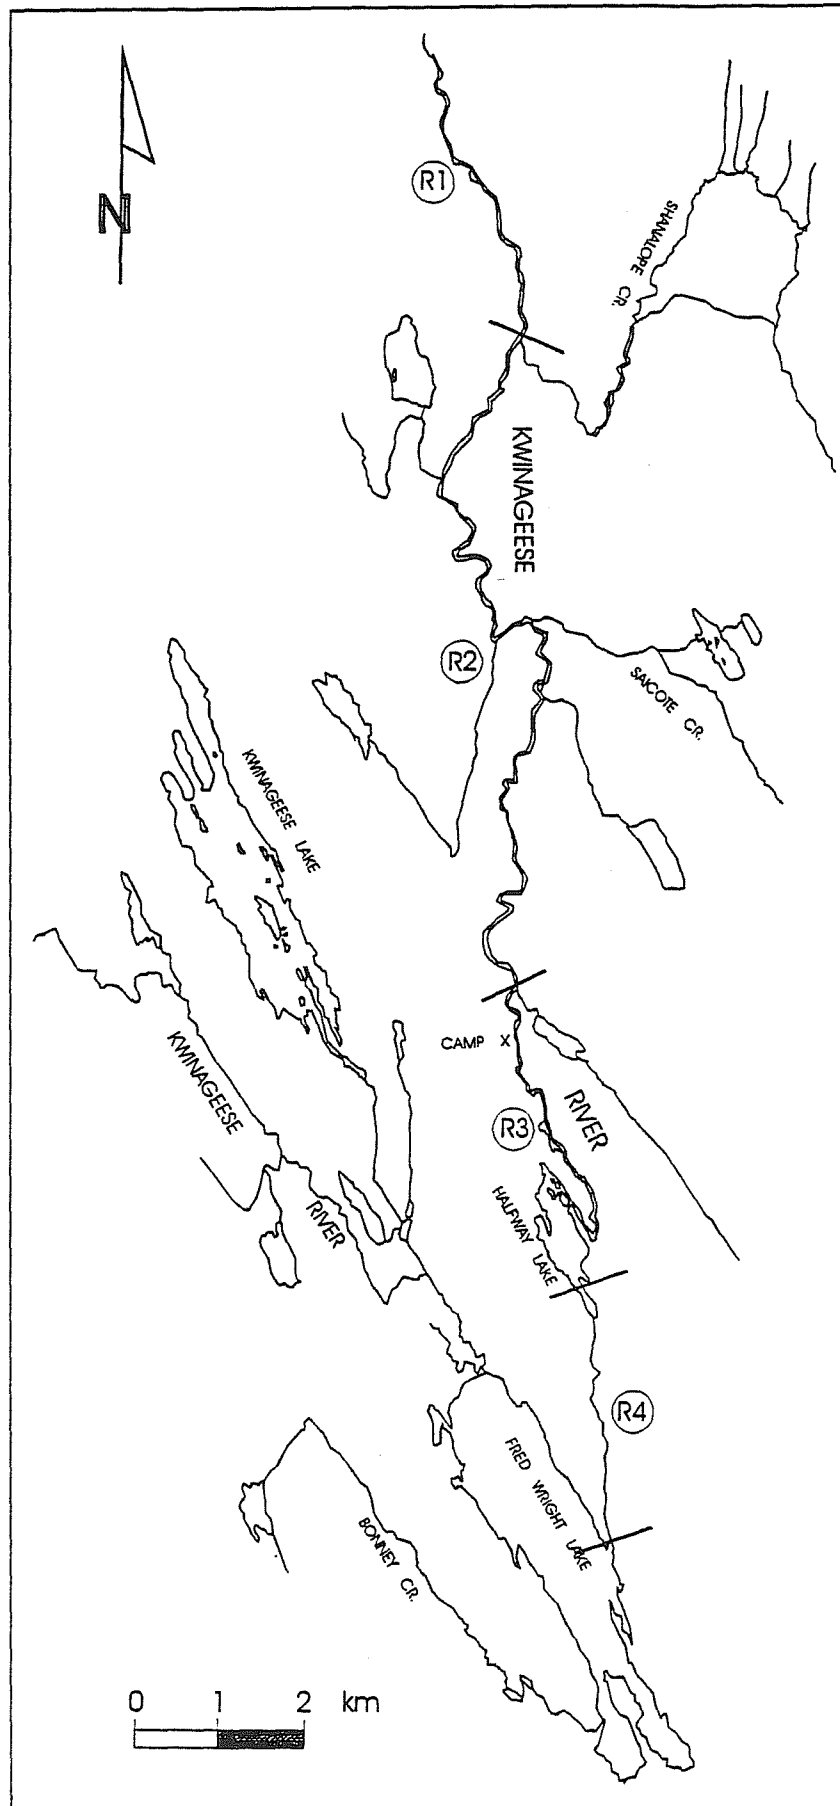 R1
N
SHANALOPE CR.
KWINAGEESE
R2
SAICOTE CR.
KWINAGEESE LAKE
CAMP X
KWINAGEESE
RIVER
R3
HALFWAY LAKE
RIVER
R4
FRED WRIGHT LAKE
BONNEY CR.
0 1 2 km